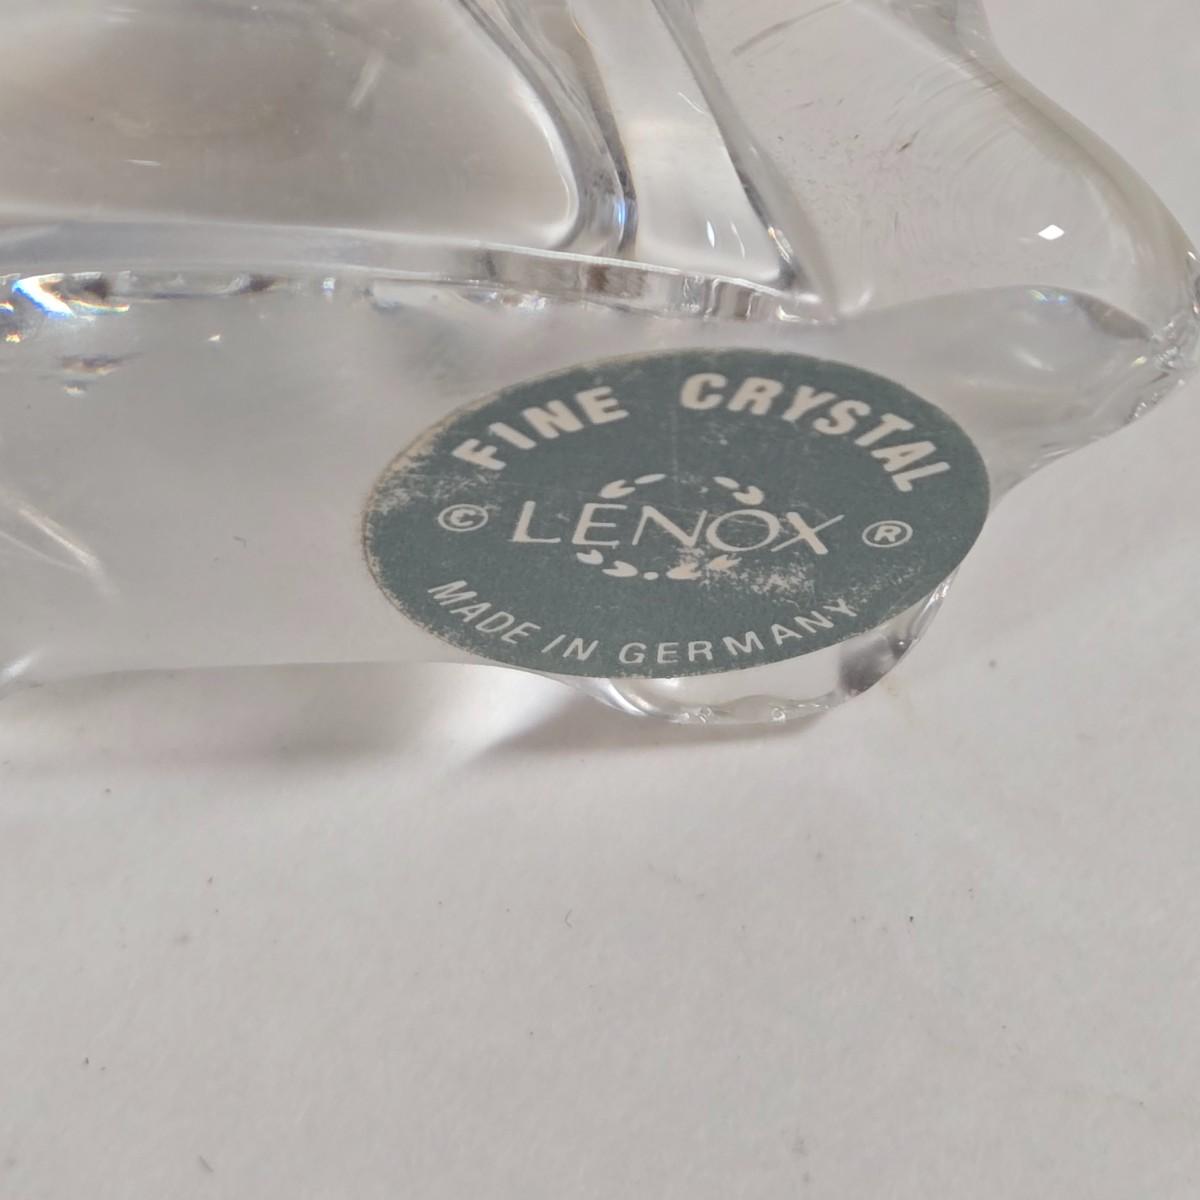 FINE CRYSTAL
© LENOX ®
MADE IN GERMANY